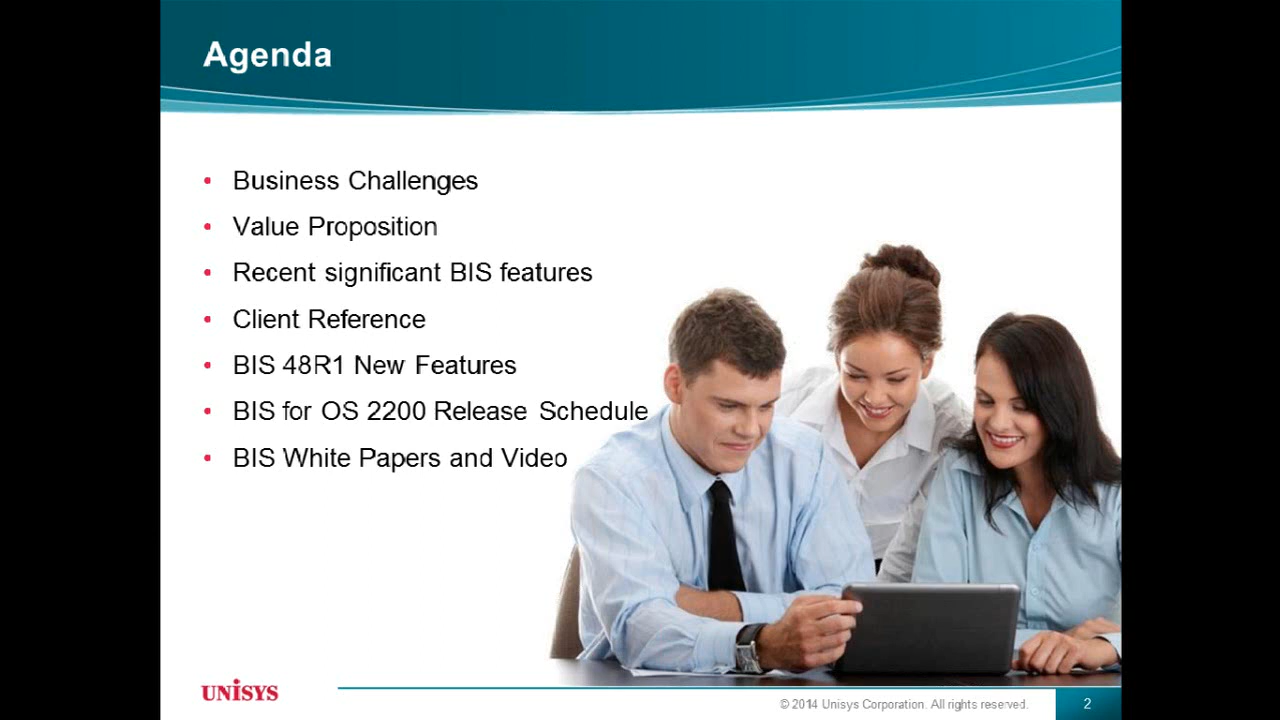 Agenda
• Business Challenges
• Value Proposition
• Recent significant BIS features
• Client Reference
• BIS 48R1 New Features
• BIS for OS 2200 Release Schedule
• BIS White Papers and Video
UNISYS
© 2014 Unisys Corporation. All rights reserved.
2